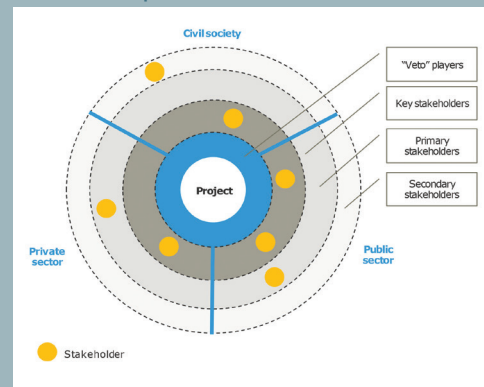 Civil society
"Veto" players
Key stakeholders
Primary
stakeholders
Secondary
stakeholders
Project
Private
sector
Public
sector
Stakeholder